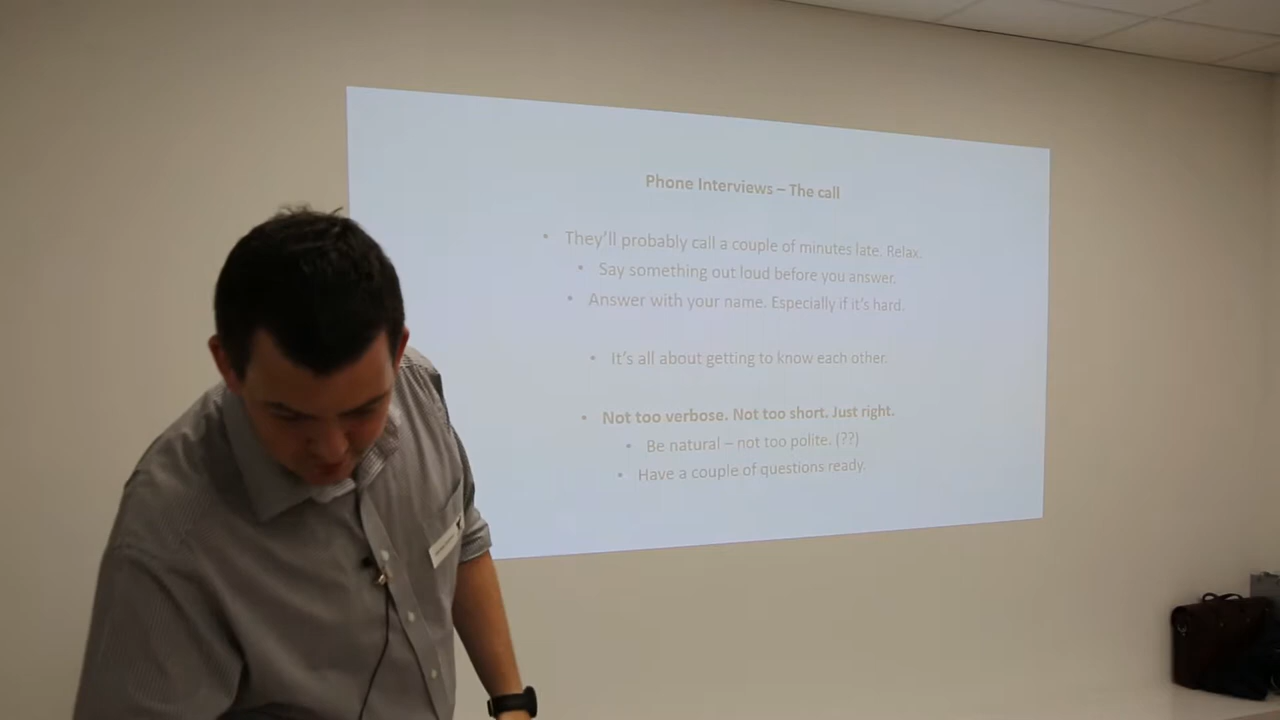 Phone Interviews – The call
• They'll probably call a couple of minutes late. Relax.
• Say something out loud before you answer.
• Answer with your name. Especially if it's hard.
• It's all about getting to know each other.
• Not too verbose. Not too short. Just right.
• Be natural – not too polite. (??)
• Have a couple of questions ready.